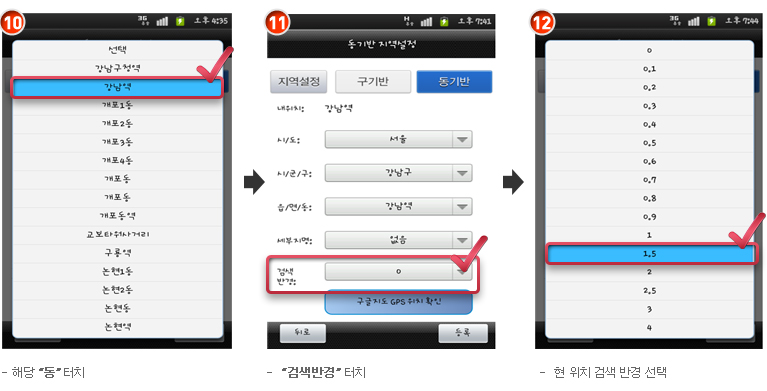 10
3G
오후 4:35
선택
강남구청역
강남역
개포1동
개포2동
개포3동
개포4동
개포동
개포동
개포동역
교보타워사거리
구룡역
논현1동
논현2동
논현동
논현역
- 해당 "동" 터치
11
H
오후 7:41
동기반 지역설정
지역설정
구기반
동기반
내위치: 강남역
시/도: 서울
시/군/구: 강남구
읍/면/동: 강남역
세부지명: 없음
검색
반경: 0
구글지도 GPS 위치 확인
뒤로
등록
- "검색반경" 터치
12
3G
오후 7:44
0
0.1
0.2
0.3
0.4
0.5
0.6
0.7
0.8
0.9
1
1.5
2
2.5
3
4
- 현 위치 검색 반경 선택